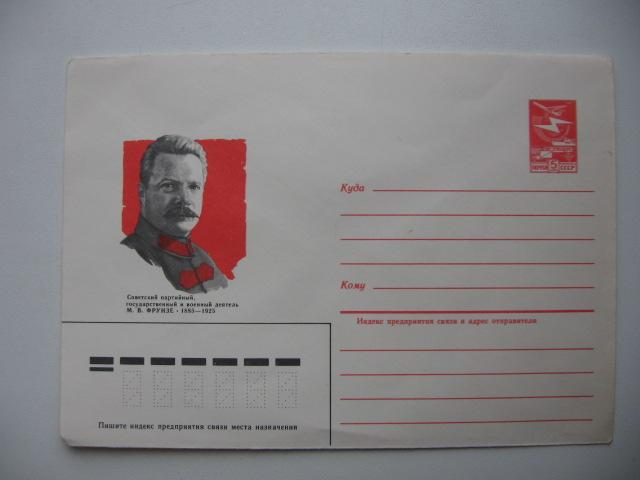 ПОЧТА 5К СССР
Куда
Кому
Советский партийный,
государственный и военный деятель
М. В. ФРУНЗЕ · 1885—1925
Индекс предприятия связи и адрес отправителя
Пишите индекс предприятия связи места назначения